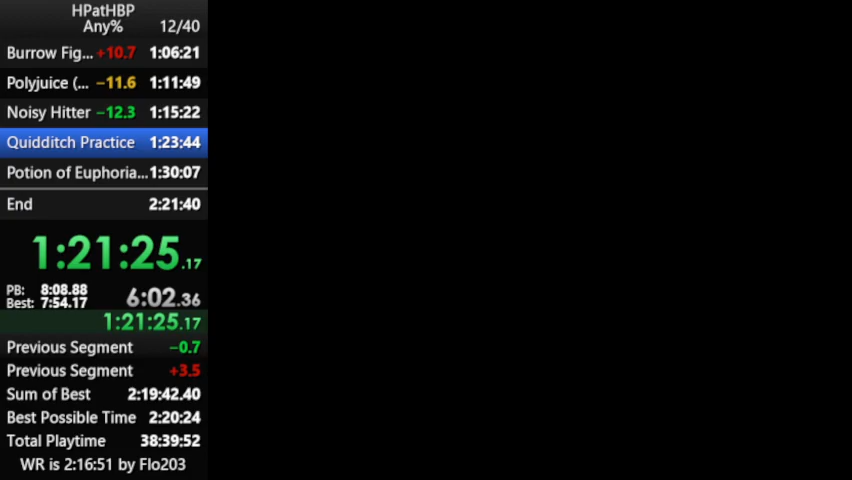 HPatHBP
Any% 12/40
Burrow Fig... +10.7 1:06:21
Polyjuice (... −11.6 1:11:49
Noisy Hitter −12.3 1:15:22
Quidditch Practice 1:23:44
Potion of Euphoria... 1:30:07
End 2:21:40
1:21:25.17
PB: 8:08.88
Best: 7:54.17 6:02.36
1:21:25.17
Previous Segment −0.7
Previous Segment +3.5
Sum of Best 2:19:42.40
Best Possible Time 2:20:24
Total Playtime 38:39:52
WR is 2:16:51 by Flo203